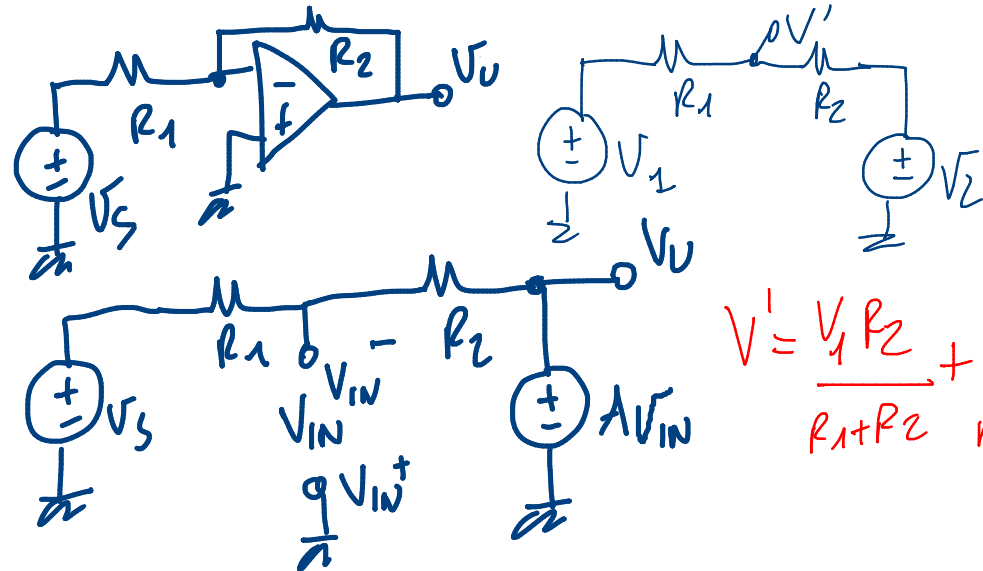 R2
VU
R1
−
+
+
−
VS
V'
R1
R2
+
−
V1
+
−
V2
VU
R1
R2
VIN −
VIN
+
−
VS
+
−
AVIN
VIN+
V' = V1 R2 +
R1+R2